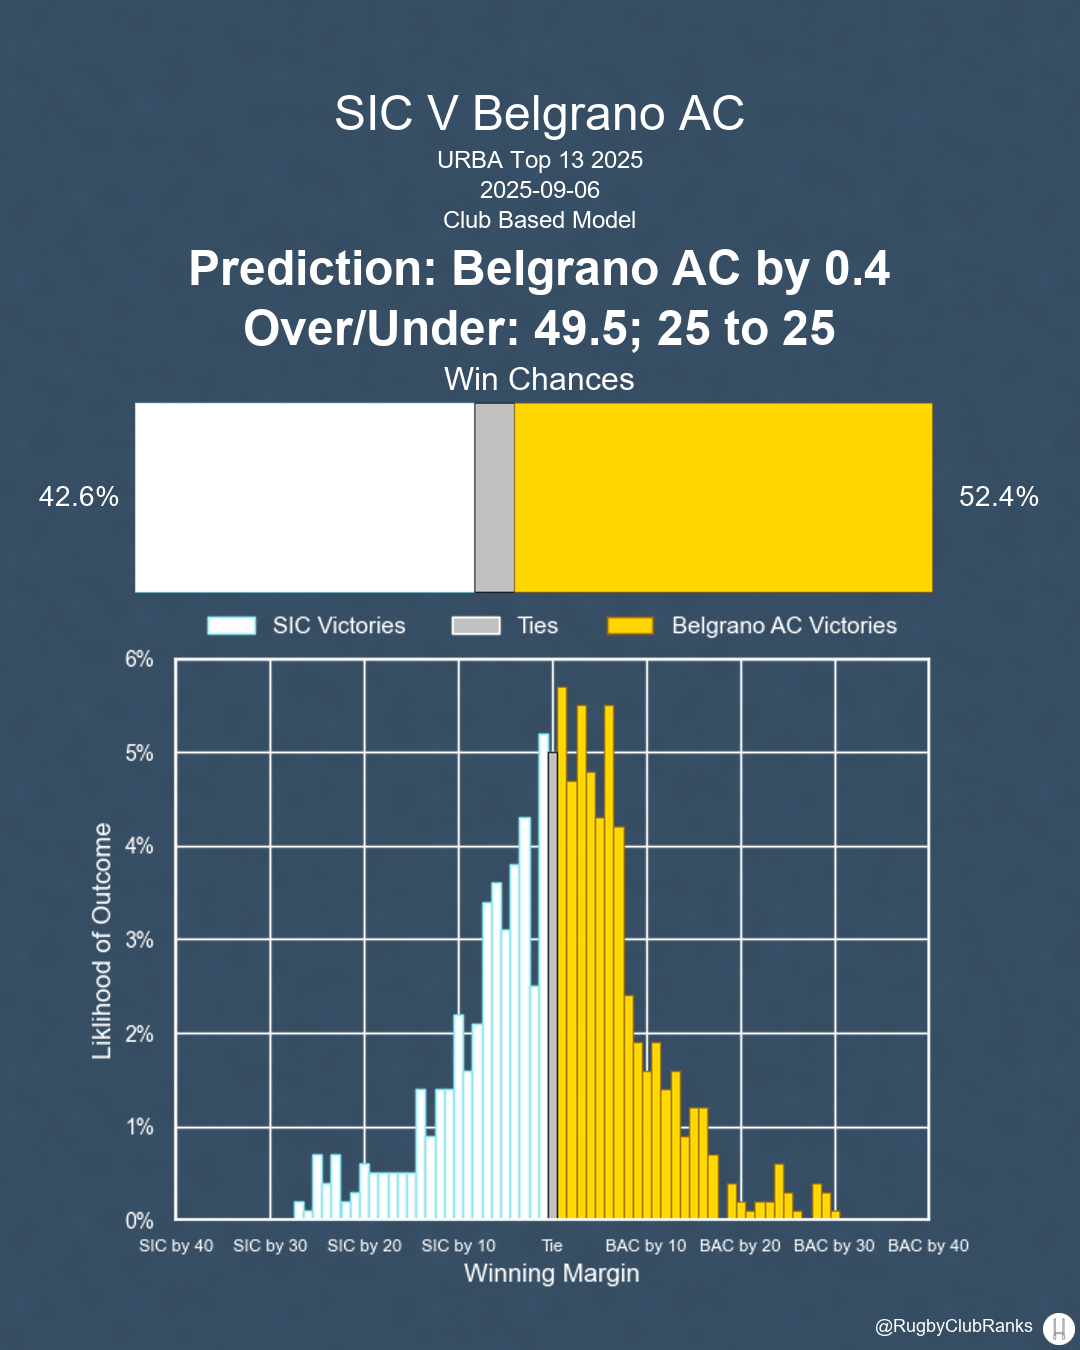 SIC V Belgrano AC
URBA Top 13 2025
2025-09-06
Club Based Model
Prediction: Belgrano AC by 0.4
Over/Under: 49.5; 25 to 25
Win Chances
42.6%
52.4%
SIC Victories
Ties
Belgrano AC Victories
6%
5%
4%
3%
2%
1%
0%
Liklihood of Outcome
SIC by 40 SIC by 30 SIC by 20 SIC by 10 Tie BAC by 10 BAC by 20 BAC by 30 BAC by 40
Winning Margin
@RugbyClubRanks